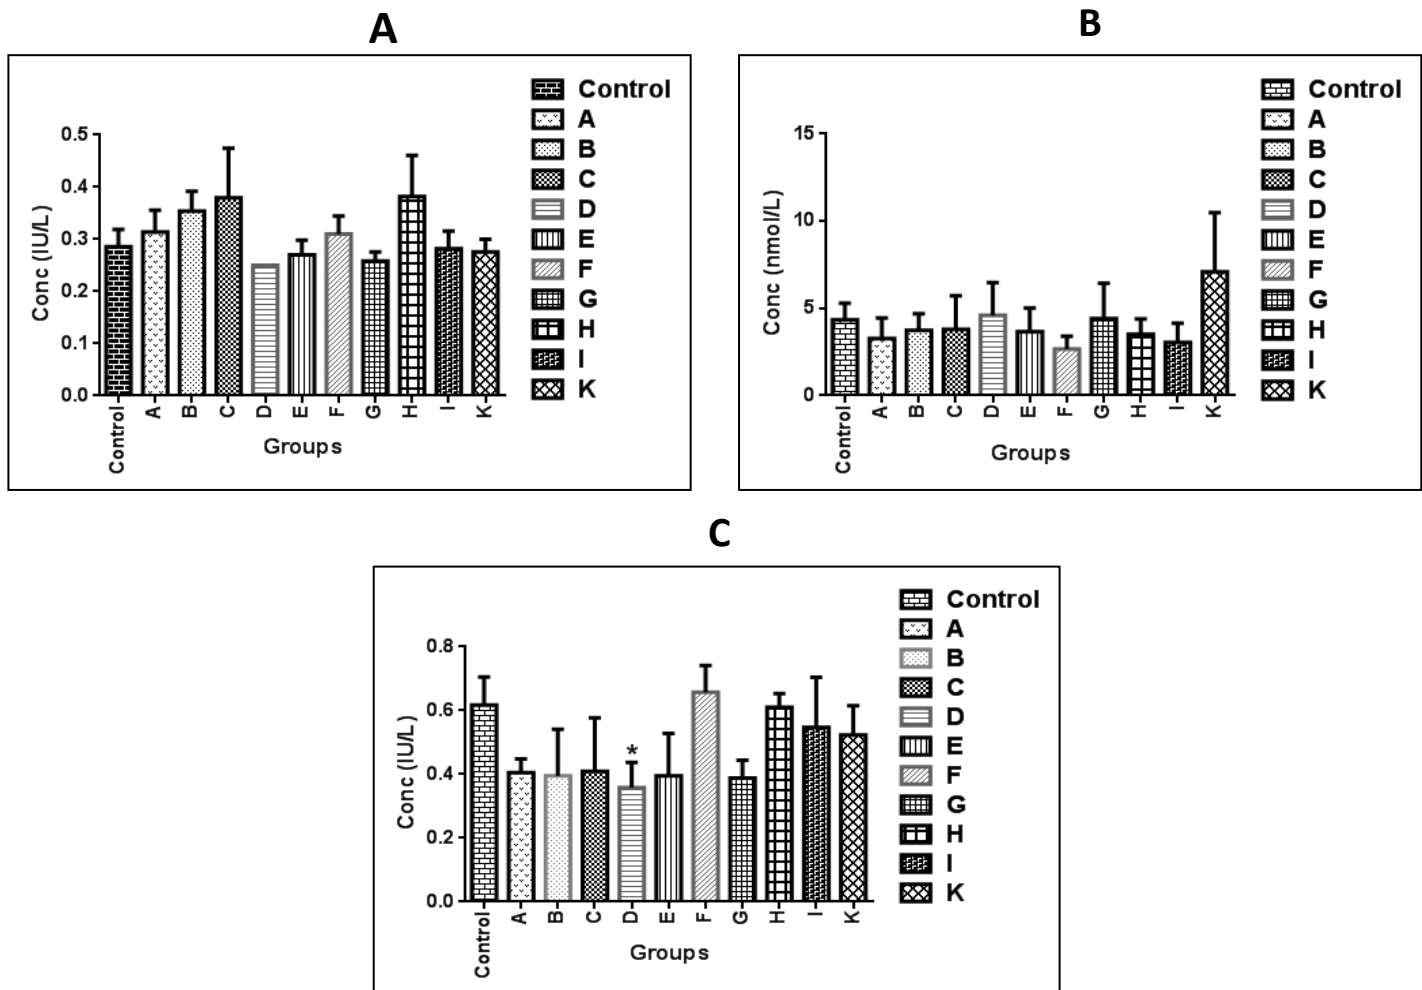 A
Control
A
B
C
D
E
F
G
H
I
K
0.5
0.4
0.3
0.2
0.1
0.0
Conc (IU/L)
Control A B C D E F G H I K
Groups
B
Control
A
B
C
D
E
F
G
H
I
K
15
10
5
0
Conc (nmol/L)
Control A B C D E F G H I K
Groups
C
Control
A
B
C
D
E
F
G
H
I
K
0.8
0.6
0.4
0.2
0.0
Conc (IU/L)
*
Control A B C D E F G H I K
Groups